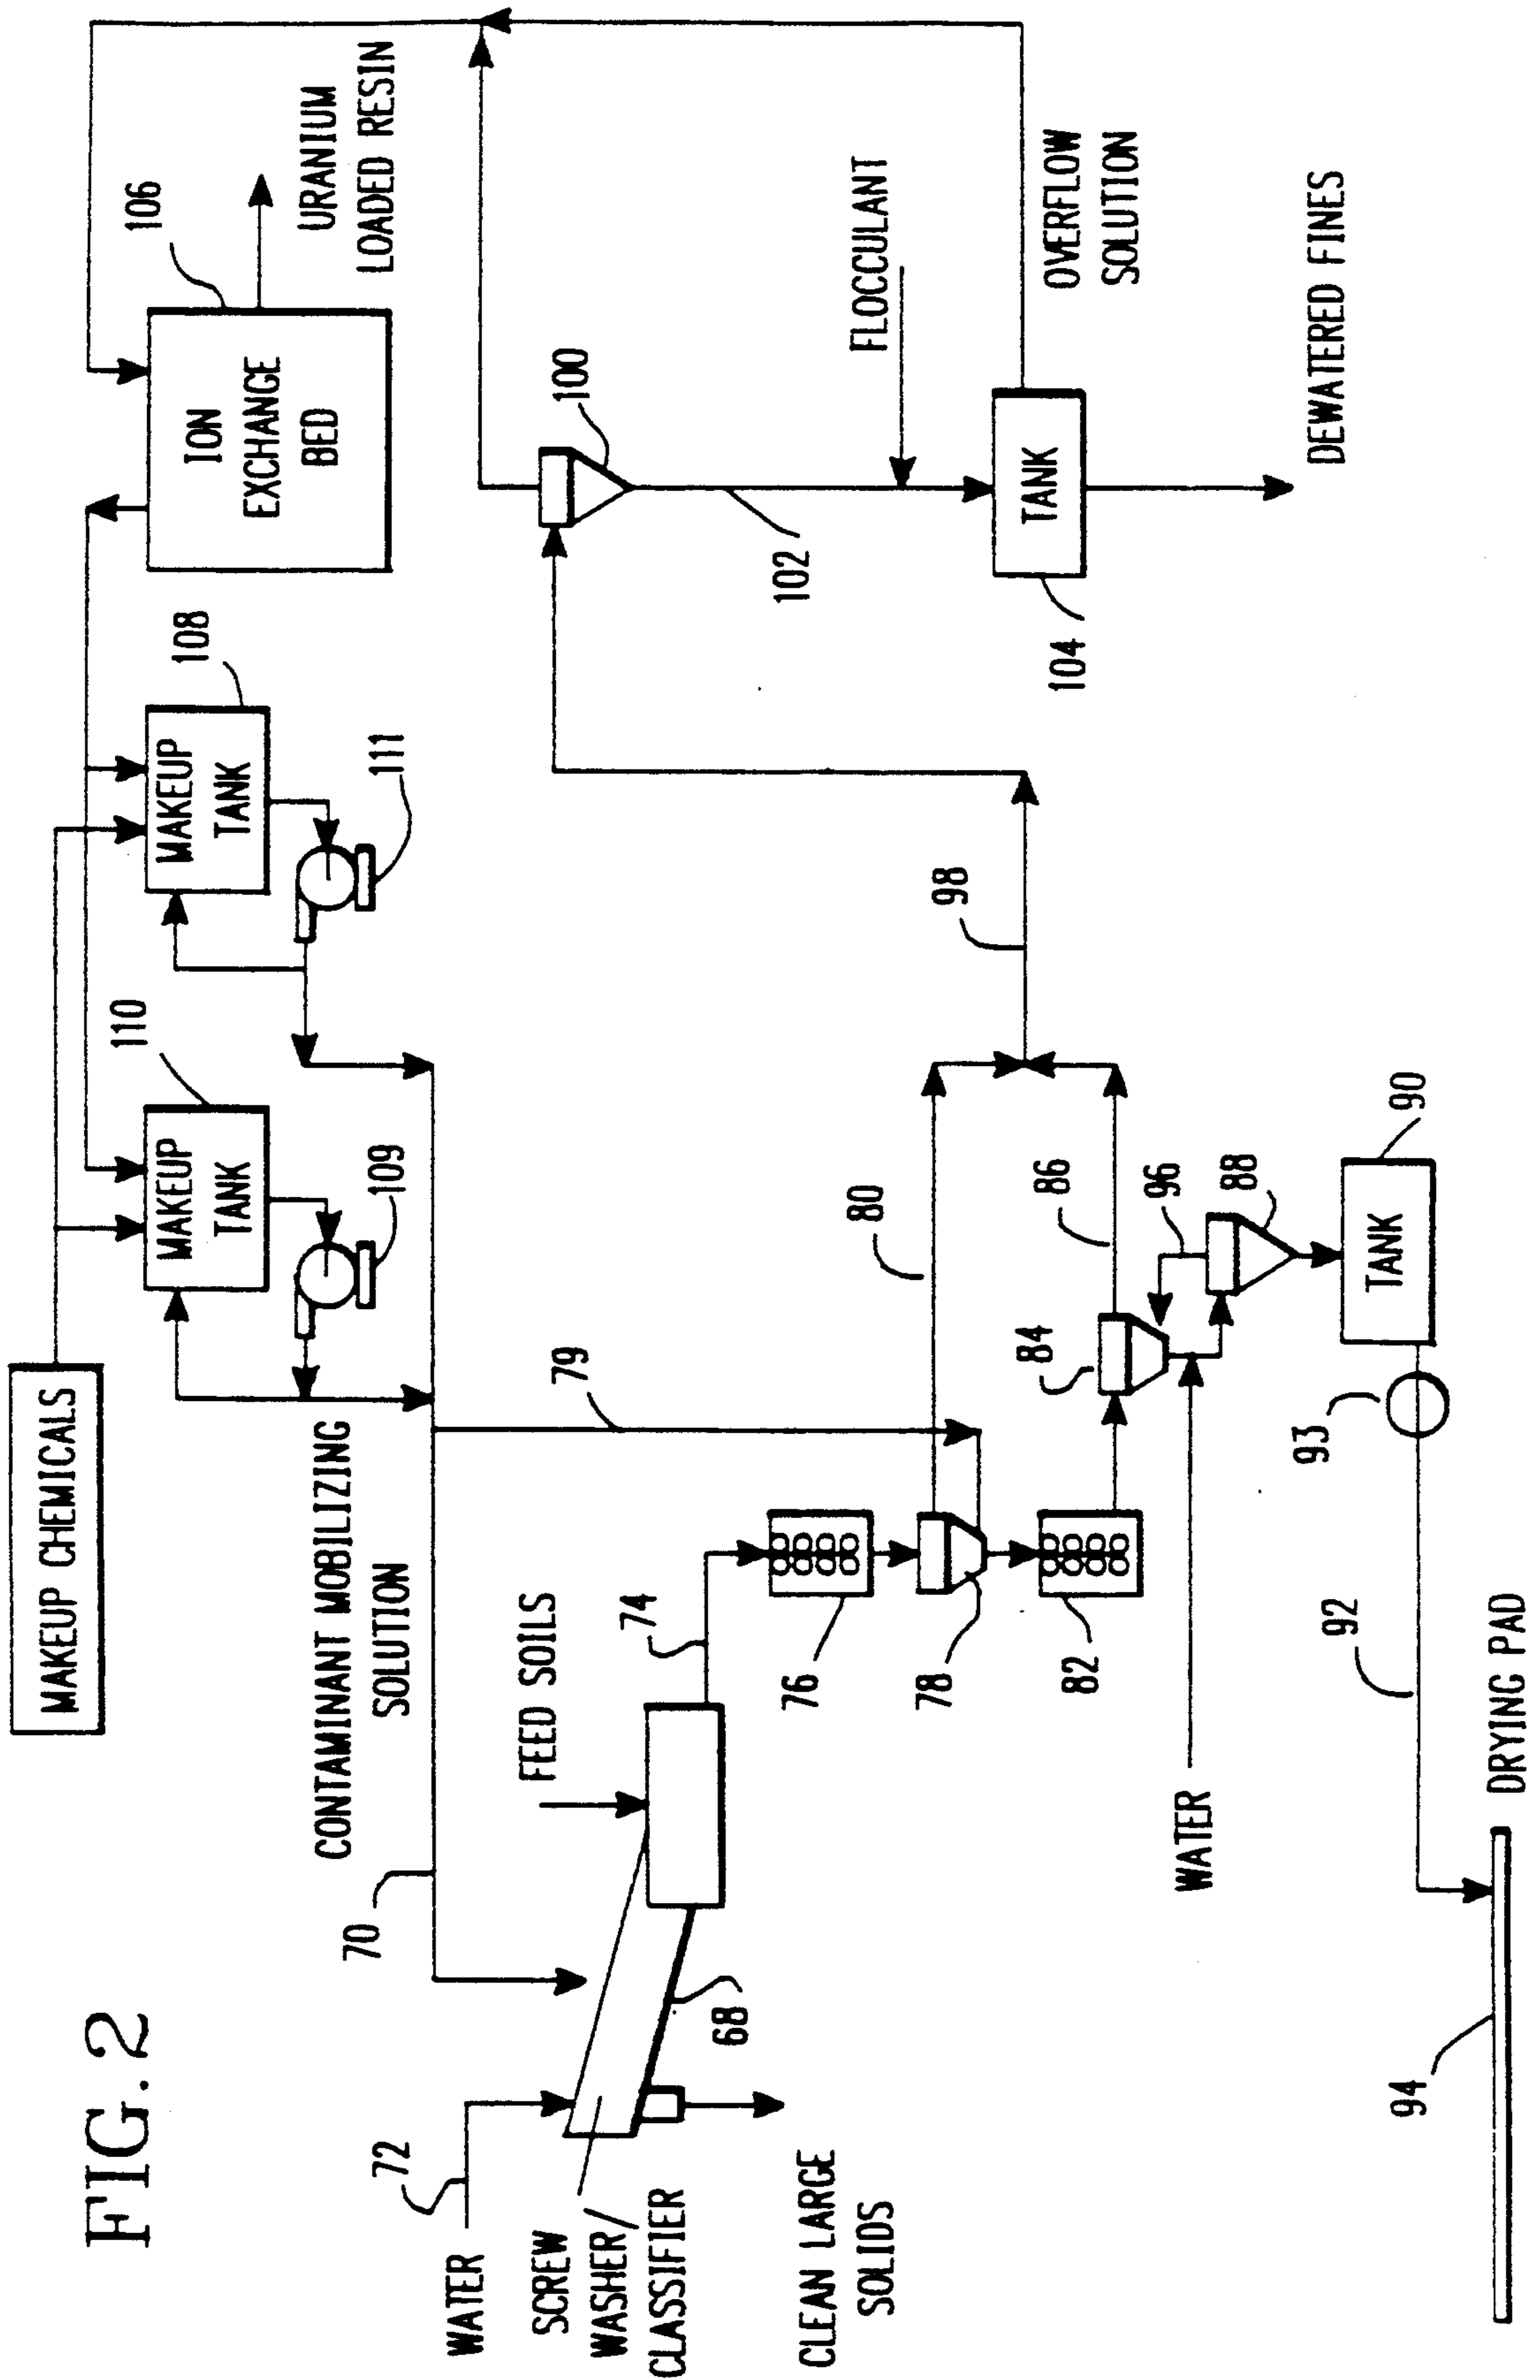 FIG. 2
MAKEUP CHEMICALS
110
MAKEUP
TANK
109
108
MAKEUP
TANK
111
106
ION
EXCHANGE
BED
URANIUM
LOADED RESIN
CONTAMINANT MOBILIZING
SOLUTION
70
72
WATER
SCREW
WASHER/
CLASSIFIER
68
CLEAN LARGE
SOLIDS
FEED SOILS
74
76
78
79
80
82
84
86
96
88
WATER
90
TANK
93
92
94
DRYING PAD
98
100
102
FLOCCULANT
104
TANK
OVERFLOW
SOLUTION
DEWATERED FINES